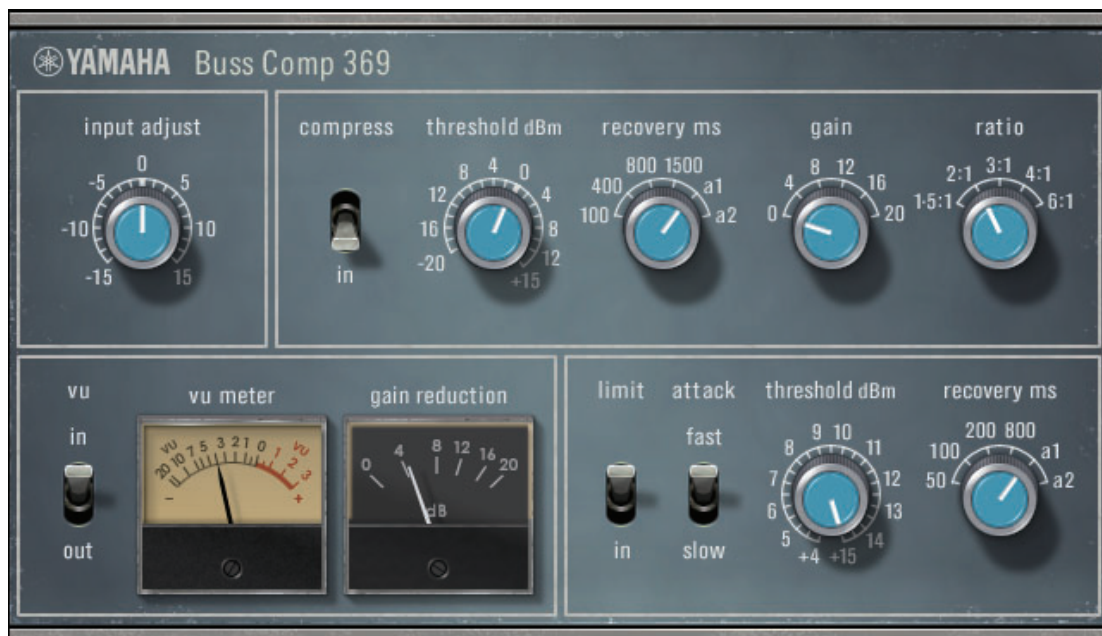 YAMAHA Buss Comp 369
input adjust
0
-5 5
-10 10
-15 15
compress
in
threshold dBm
4 0
8 4
12 8
16 12
-20 +15
recovery ms
800 1500
400 a1
100 a2
gain
8 12
4 16
0 20
ratio
3:1
2:1 4:1
1·5:1 6:1
vu
in
out
vu meter
VU 20 10 7 5 3 2 1 0 1 2 3 VU
- +
gain reduction
0 4 8 12 16 20
dB
limit
in
attack
fast
slow
threshold dBm
9 10
8 11
7 12
6 13
5 14
+4 +15
recovery ms
200 800
100 a1
50 a2